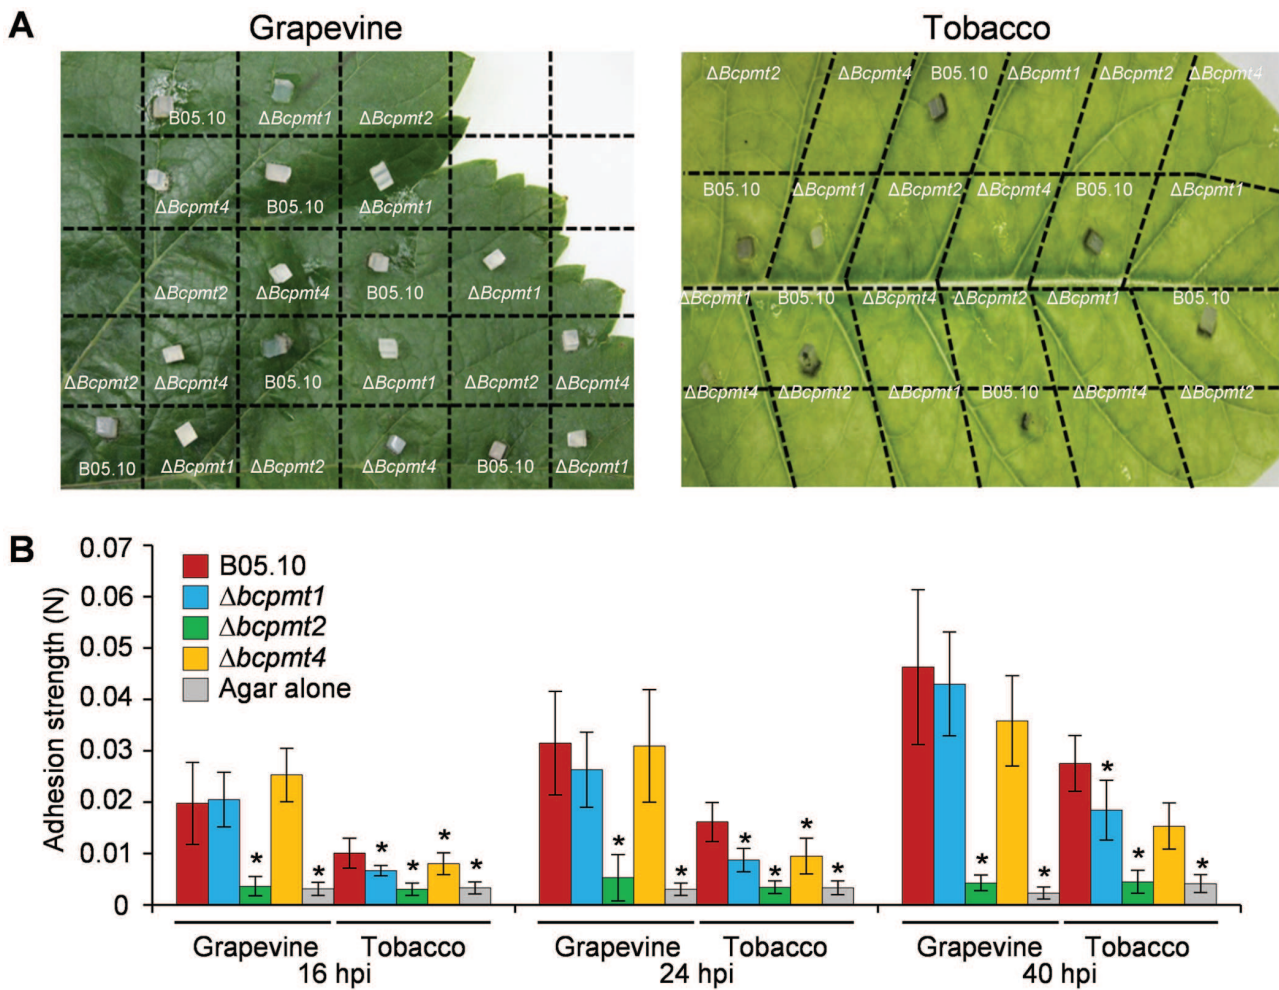 A
Grapevine
Tobacco
B05.10 ΔBcpmt1 ΔBcpmt2
ΔBcpmt4 B05.10 ΔBcpmt1
ΔBcpmt2 ΔBcpmt4 B05.10 ΔBcpmt1
ΔBcpmt2 ΔBcpmt4 B05.10 ΔBcpmt1 ΔBcpmt2 ΔBcpmt4
B05.10 ΔBcpmt1 ΔBcpmt2 ΔBcpmt4 B05.10 ΔBcpmt1
ΔBcpmt2 ΔBcpmt4 B05.10 ΔBcpmt1 ΔBcpmt2 ΔBcpmt4
B05.10 ΔBcpmt1 ΔBcpmt2 ΔBcpmt4 B05.10 ΔBcpmt1
ΔBcpmt1 B05.10 ΔBcpmt4 ΔBcpmt2 ΔBcpmt1 B05.10
ΔBcpmt4 ΔBcpmt2 ΔBcpmt1 B05.10 ΔBcpmt4 ΔBcpmt2
B
Adhesion strength (N)
0.07
0.06
0.05
0.04
0.03
0.02
0.01
0
B05.10
Δbcpmt1
Δbcpmt2
Δbcpmt4
Agar alone
* * * * * *
* * * * * *
* * * * *
Grapevine Tobacco Grapevine Tobacco Grapevine Tobacco
16 hpi 24 hpi 40 hpi